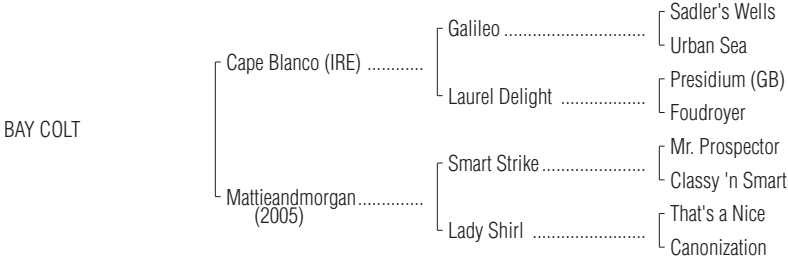 Sadler's Wells
Galileo ..............................
Urban Sea
Cape Blanco (IRE) ............
Presidium (GB)
Laurel Delight ..................
Foudroyer
BAY COLT
Mr. Prospector
Smart Strike......................
Classy 'n Smart
Mattieandmorgan..............
(2005)
That's a Nice
Lady Shirl ........................
Canonization